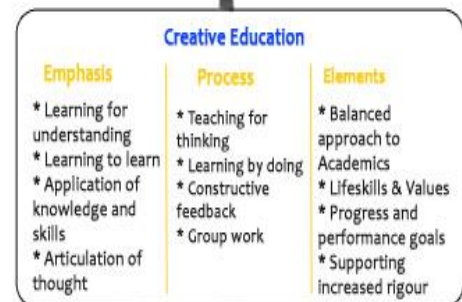 Creative Education
Emphasis
* Learning for
understanding
* Learning to learn
* Application of
knowledge and
skills
* Articulation of
thought
Process
* Teaching for
thinking
* Learning by doing
* Constructive
feedback
* Group work
Elements
* Balanced
approach to
Academics
* Lifeskills & Values
* Progress and
performance goals
* Supporting
increased rigour